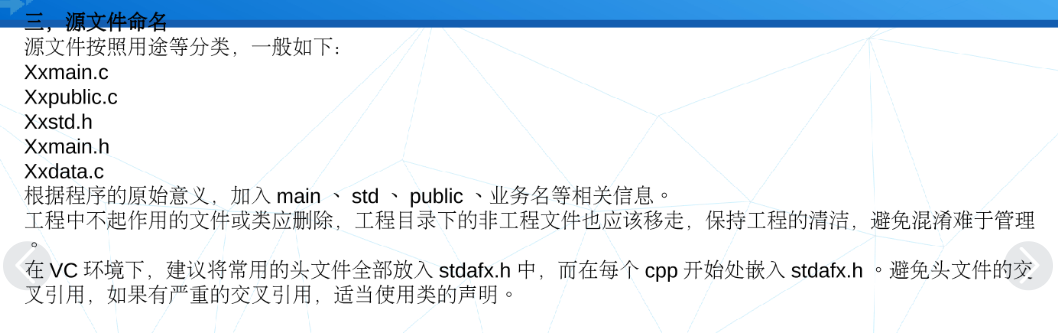 三，源文件命名
源文件按照用途等分类，一般如下：
Xxmain.c
Xxpublic.c
Xxstd.h
Xxmain.h
Xxdata.c
根据程序的原始意义，加入 main 、 std 、 public 、业务名等相关信息。
工程中不起作用的文件或类应删除，工程目录下的非工程文件也应该移走，保持工程的清洁，避免混淆难于管理
。
在 VC 环境下，建议将常用的头文件全部放入 stdafx.h 中，而在每个 cpp 开始处嵌入 stdafx.h 。避免头文件的交
叉引用，如果有严重的交叉引用，适当使用类的声明。